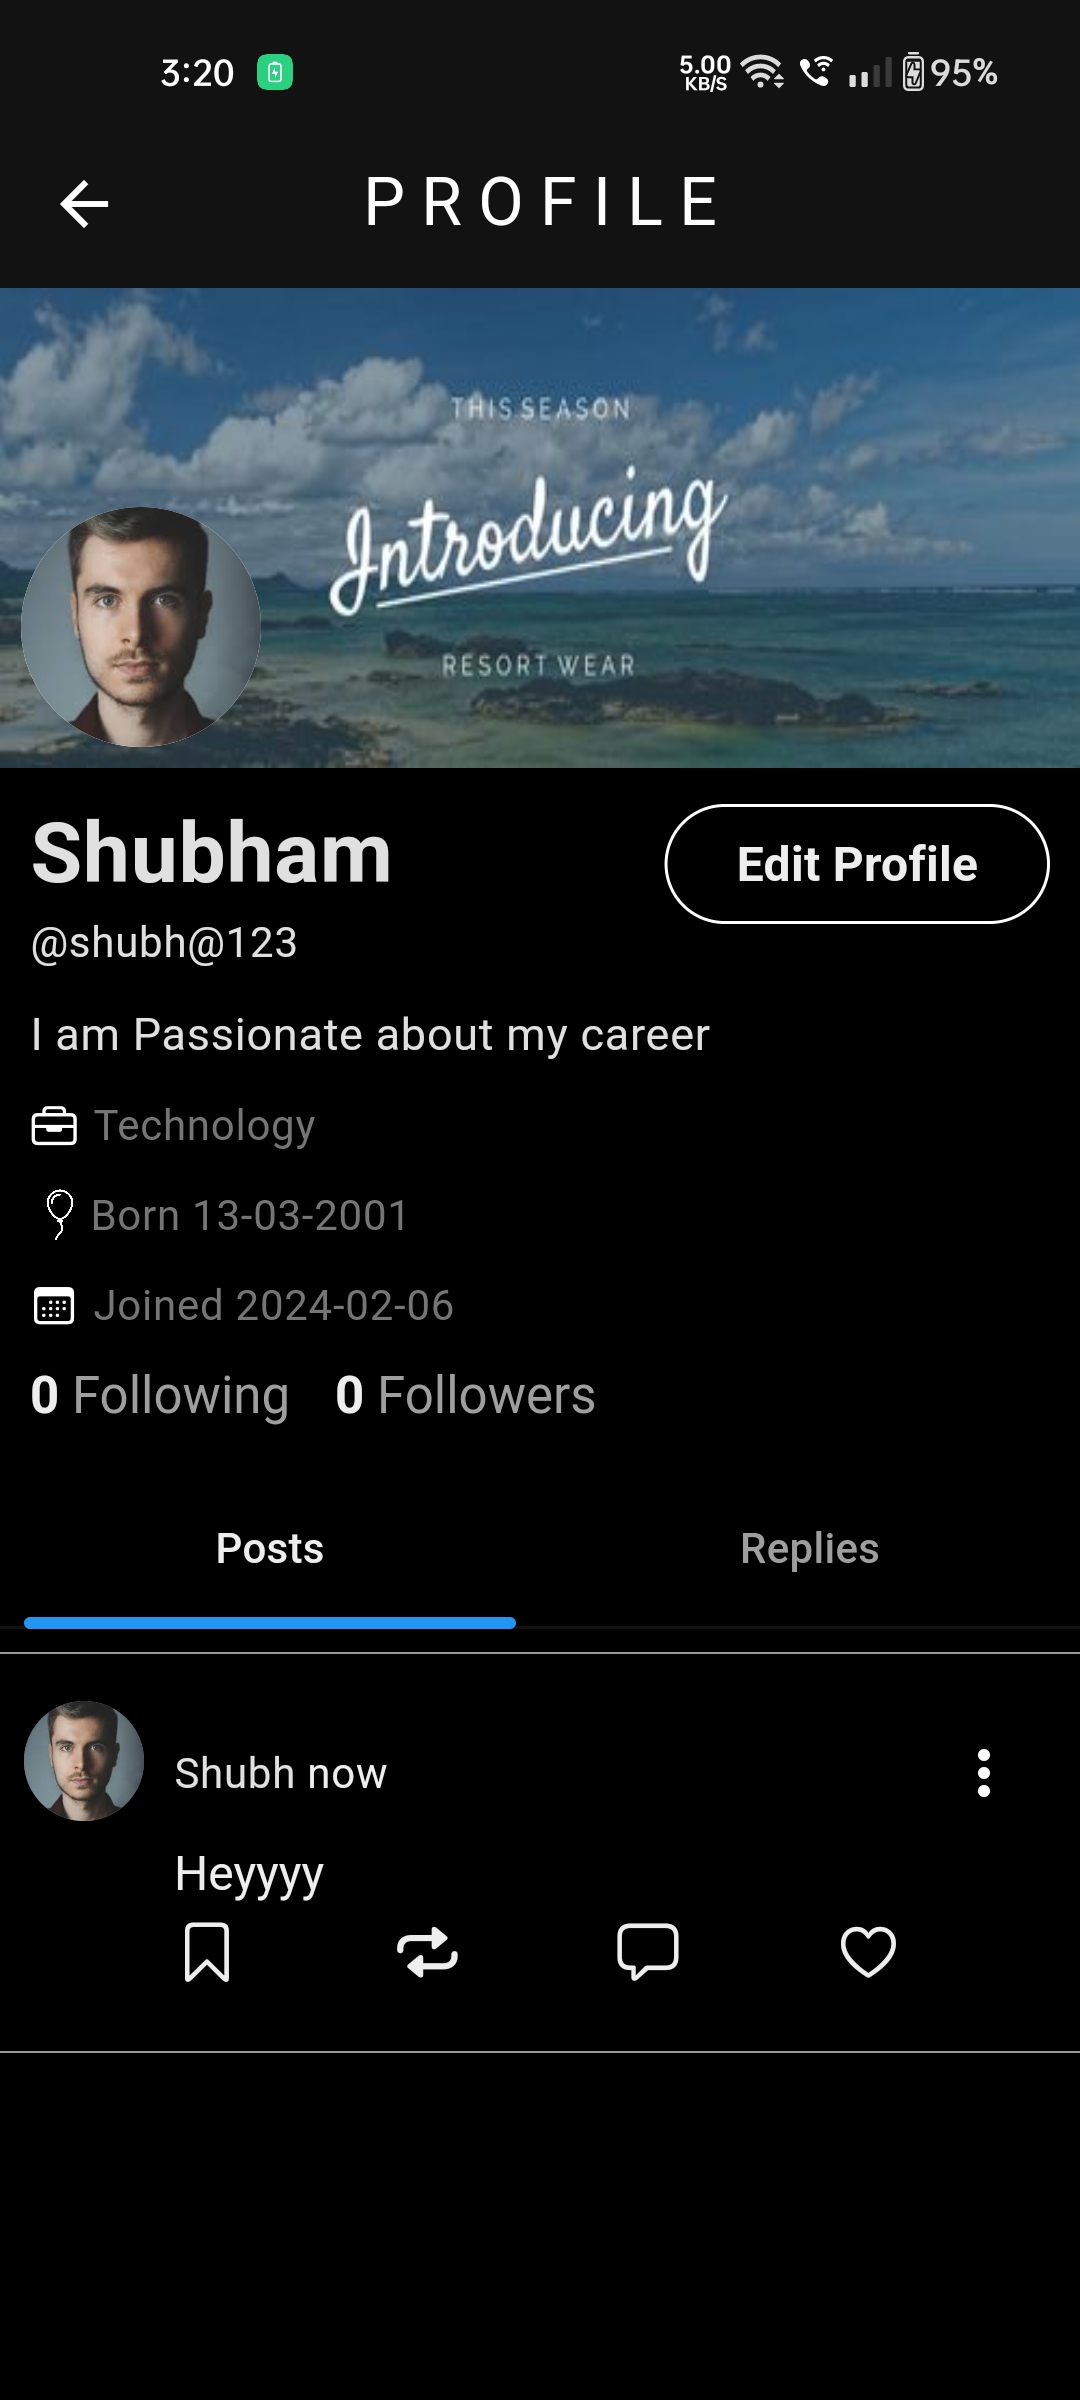 3:20
5.00
KB/S
95%
PROFILE
THIS SEASON
Introducing
RESORT WEAR
Shubham
Edit Profile
@shubh@123
I am Passionate about my career
Technology
Born 13-03-2001
Joined 2024-02-06
0 Following 0 Followers
Posts Replies
Shubh now
Heyyyy